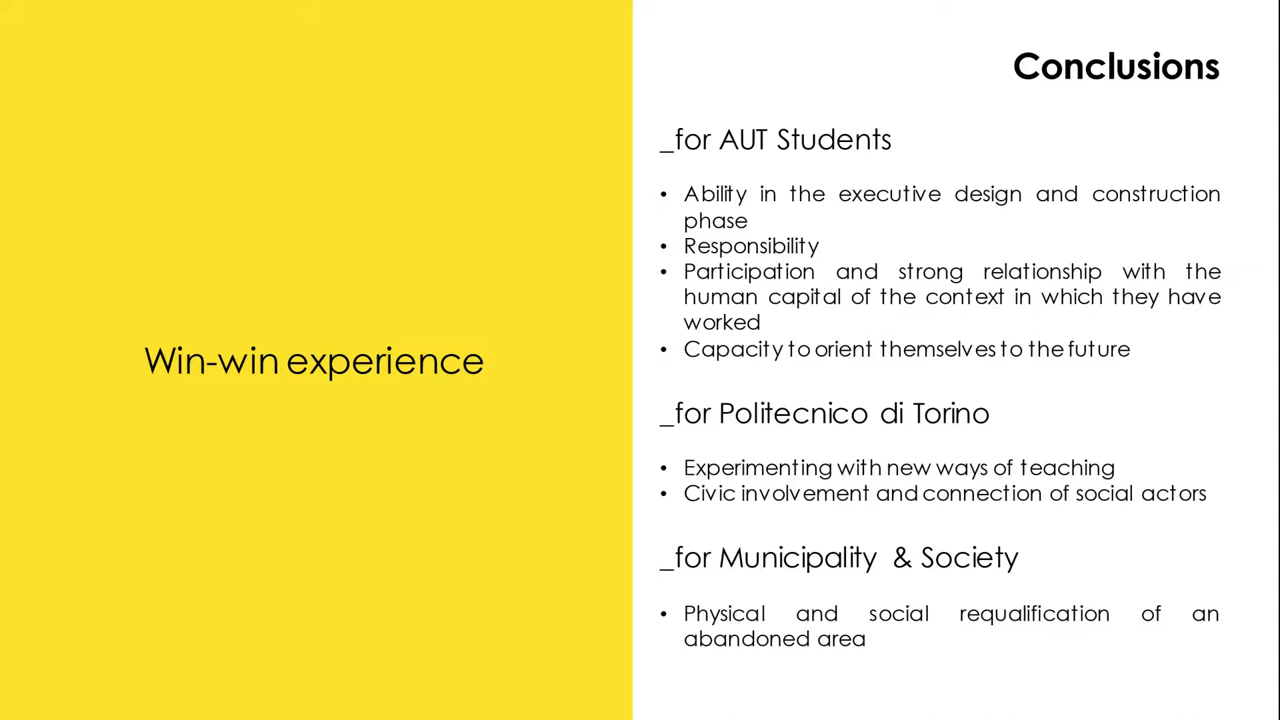 Conclusions
_for AUT Students
• Ability in the executive design and construction
phase
• Responsibility
• Participation and strong relationship with the
human capital of the context in which they have
worked
• Capacity to orient themselves to the future
Win-win experience
_for Politecnico di Torino
• Experimenting with new ways of teaching
• Civic involvement and connection of social actors
_for Municipality & Society
• Physical and social requalification of an
abandoned area